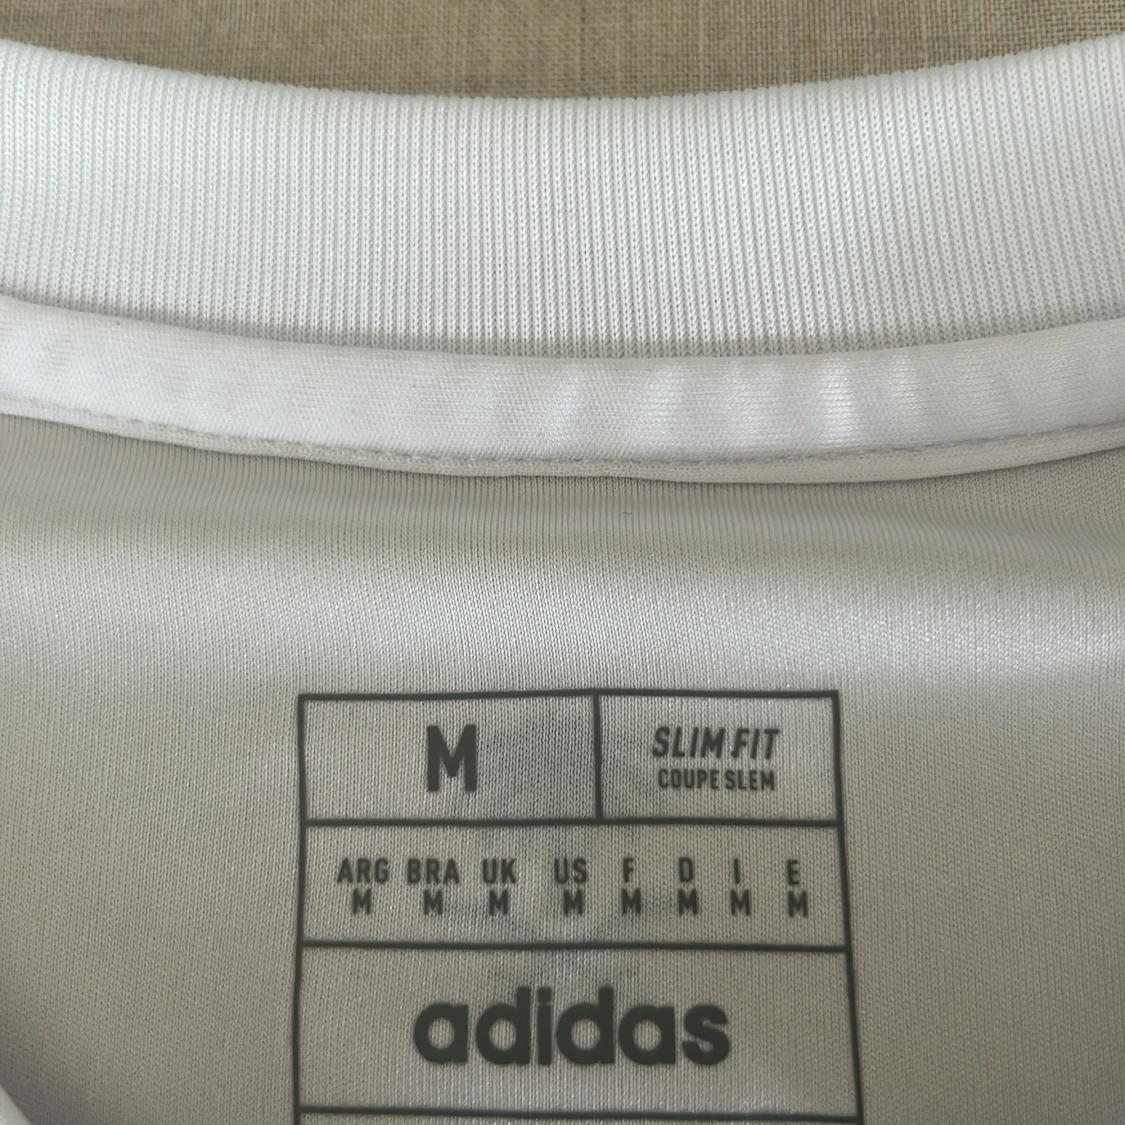 M
SLIM FIT
COUPE SLEM
ARG BRA UK US F D I E
M M M M M M M M
adidas